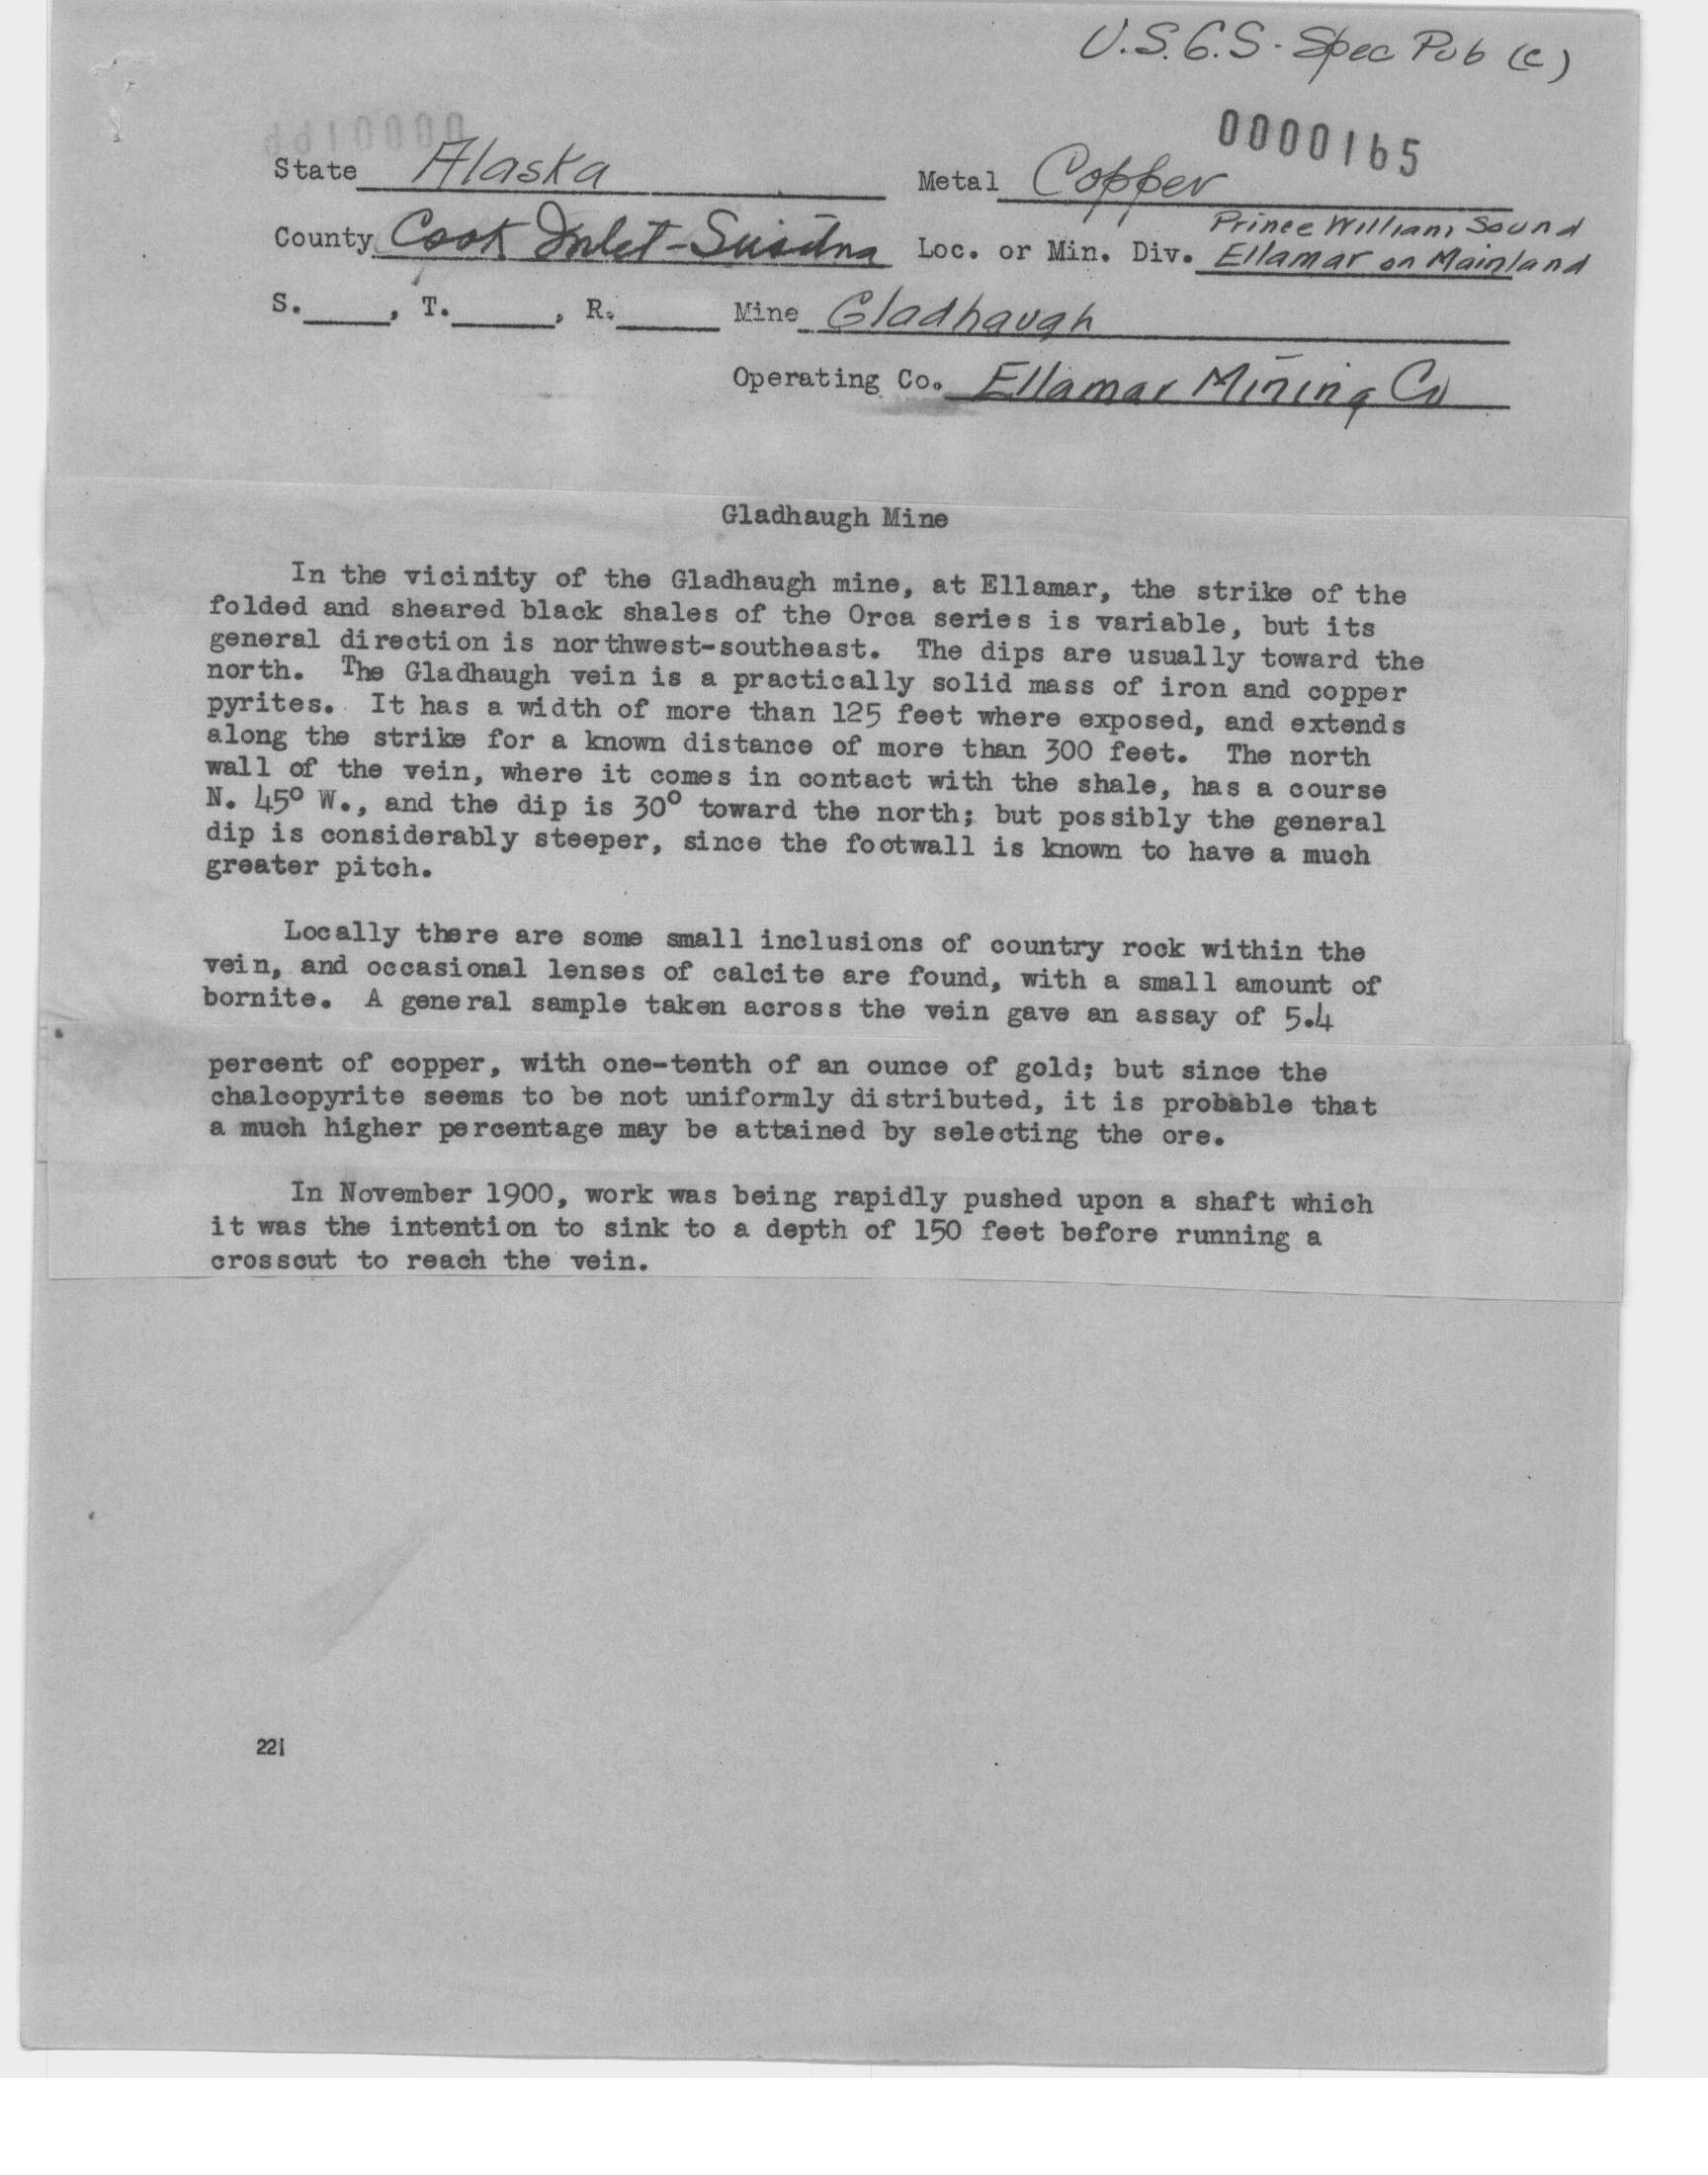 U.S.G.S. Spec Pub (c)
0000165
State Alaska Metal Copper
Prince William Sound
County Cook Inlet-Susitna Loc. or Min. Div. Ellamar on Mainland
S.____, T.____, R.____ Mine Gladhaugh
Operating Co. Ellamar Mining Co
Gladhaugh Mine
In the vicinity of the Gladhaugh mine, at Ellamar, the strike of the
folded and sheared black shales of the Orca series is variable, but its
general direction is northwest-southeast. The dips are usually toward the
north. The Gladhaugh vein is a practically solid mass of iron and copper
pyrites. It has a width of more than 125 feet where exposed, and extends
along the strike for a known distance of more than 300 feet. The north
wall of the vein, where it comes in contact with the shale, has a course
N. 45° W., and the dip is 30° toward the north; but possibly the general
dip is considerably steeper, since the footwall is known to have a much
greater pitch.
Locally there are some small inclusions of country rock within the
vein, and occasional lenses of calcite are found, with a small amount of
bornite. A general sample taken across the vein gave an assay of 5.4
percent of copper, with one-tenth of an ounce of gold; but since the
chalcopyrite seems to be not uniformly distributed, it is probable that
a much higher percentage may be attained by selecting the ore.
In November 1900, work was being rapidly pushed upon a shaft which
it was the intention to sink to a depth of 150 feet before running a
crosscut to reach the vein.
221